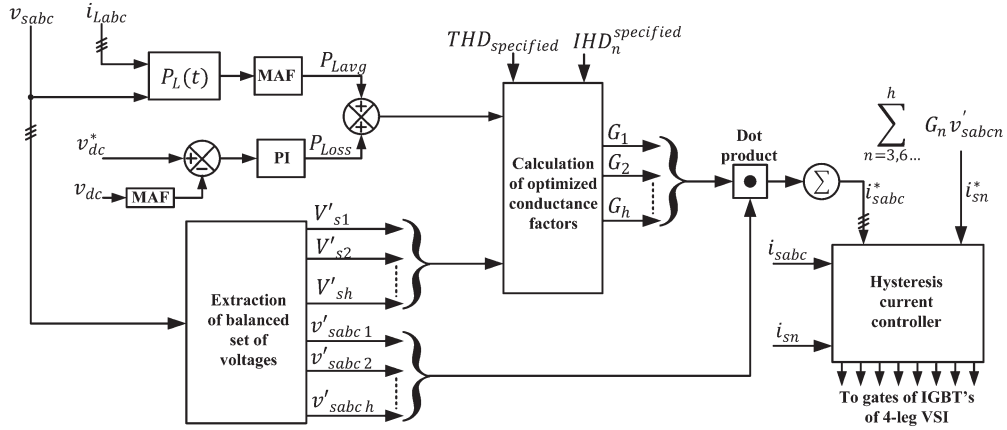 v_sabc
i_Labc
P_L(t)
MAF
P_Lavg
+
+
v*_dc
+
−
PI
P_Loss
v_dc
MAF
THD_specified
IHD_n^specified
Calculation
of optimized
conductance
factors
G_1
G_2
G_h
Dot
product
∑
∑_{n=3,6...}^{h} G_n v′_sabcn
i*_sabc
i*_sn
i_sabc
i_sn
Hysteresis
current
controller
To gates of IGBT's
of 4-leg VSI
Extraction
of balanced
set of
voltages
V′_s1
V′_s2
V′_sh
v′_sabc 1
v′_sabc 2
v′_sabc h